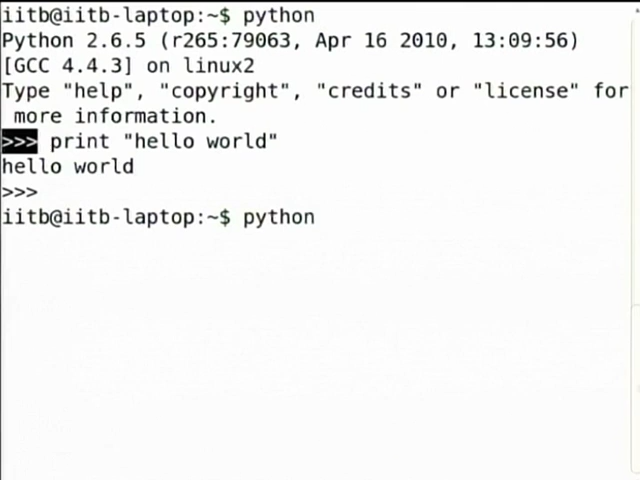 iitb@iitb-laptop:~$ python
Python 2.6.5 (r265:79063, Apr 16 2010, 13:09:56)
[GCC 4.4.3] on linux2
Type "help", "copyright", "credits" or "license" for
 more information.
>>> print "hello world"
hello world
>>>
iitb@iitb-laptop:~$ python